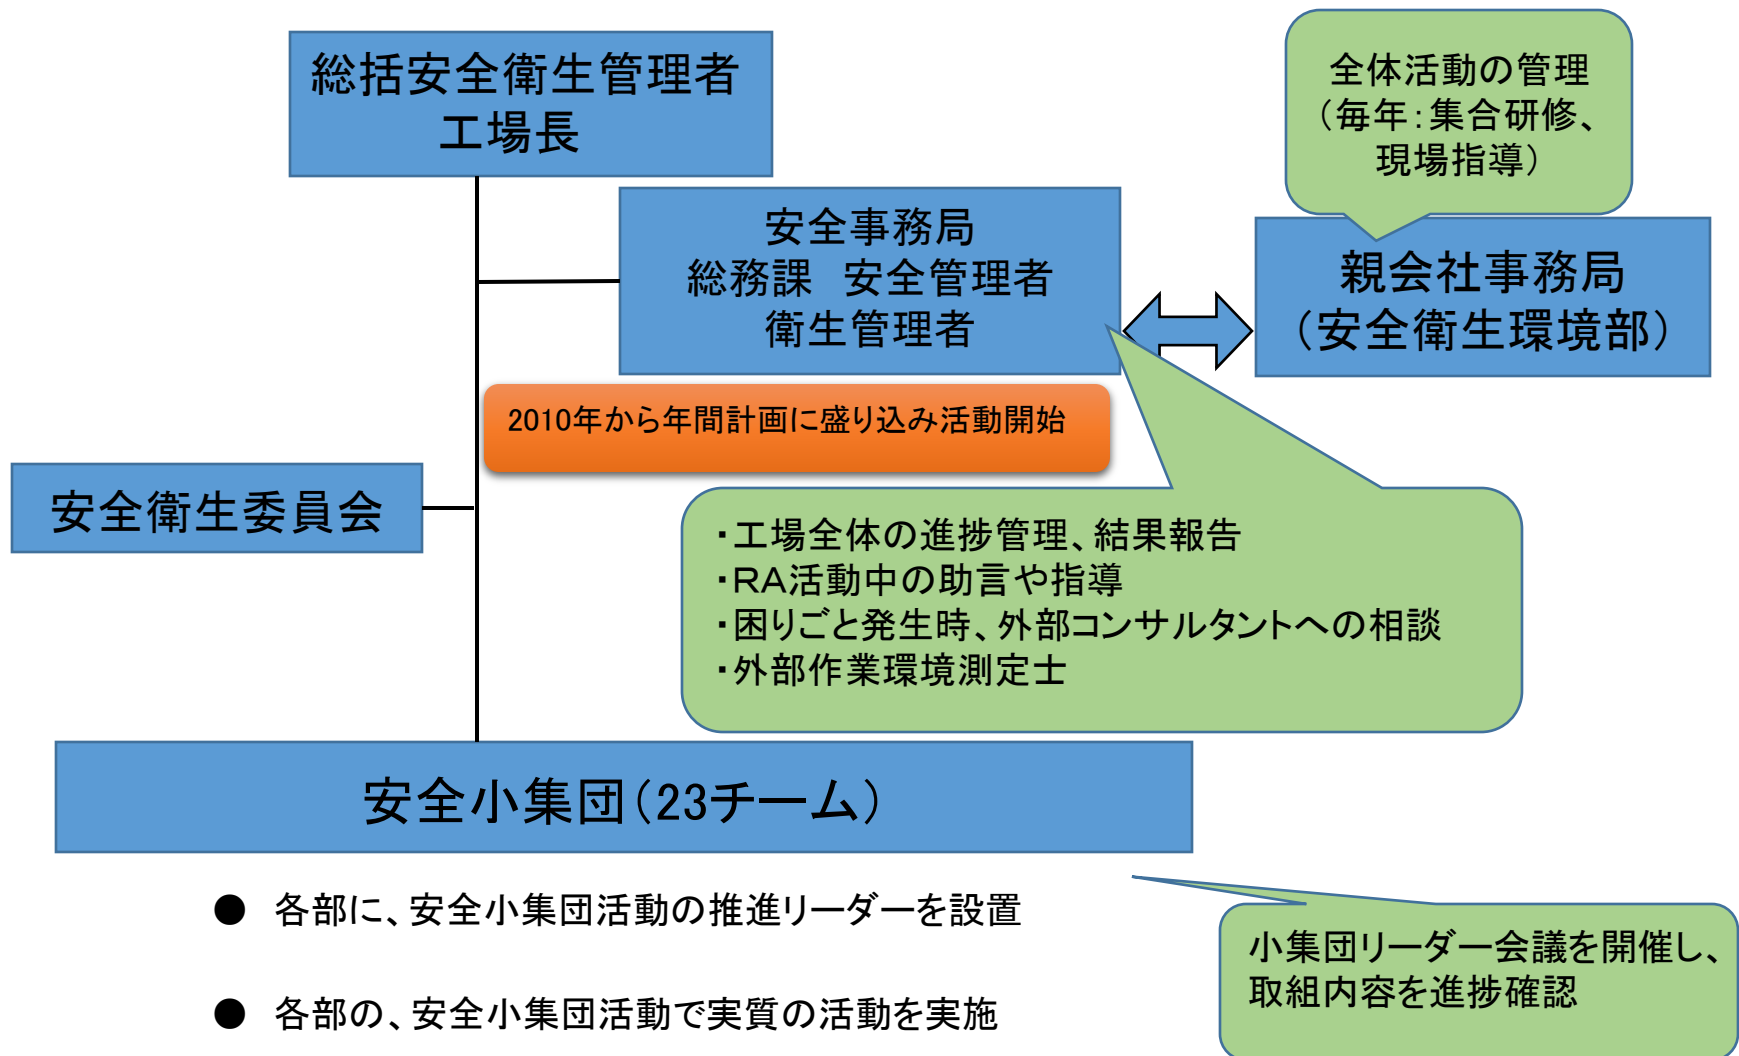 総括安全衛生管理者
工場長
全体活動の管理
（毎年：集合研修、
現場指導）
安全事務局
総務課　安全管理者
衛生管理者
親会社事務局
（安全衛生環境部）
2010年から年間計画に盛り込み活動開始
安全衛生委員会
・工場全体の進捗管理、結果報告
・ＲＡ活動中の助言や指導
・困りごと発生時、外部コンサルタントへの相談
・外部作業環境測定士
安全小集団（23チーム）
● 各部に、安全小集団活動の推進リーダーを設置
小集団リーダー会議を開催し、
取組内容を進捗確認
● 各部の、安全小集団活動で実質の活動を実施